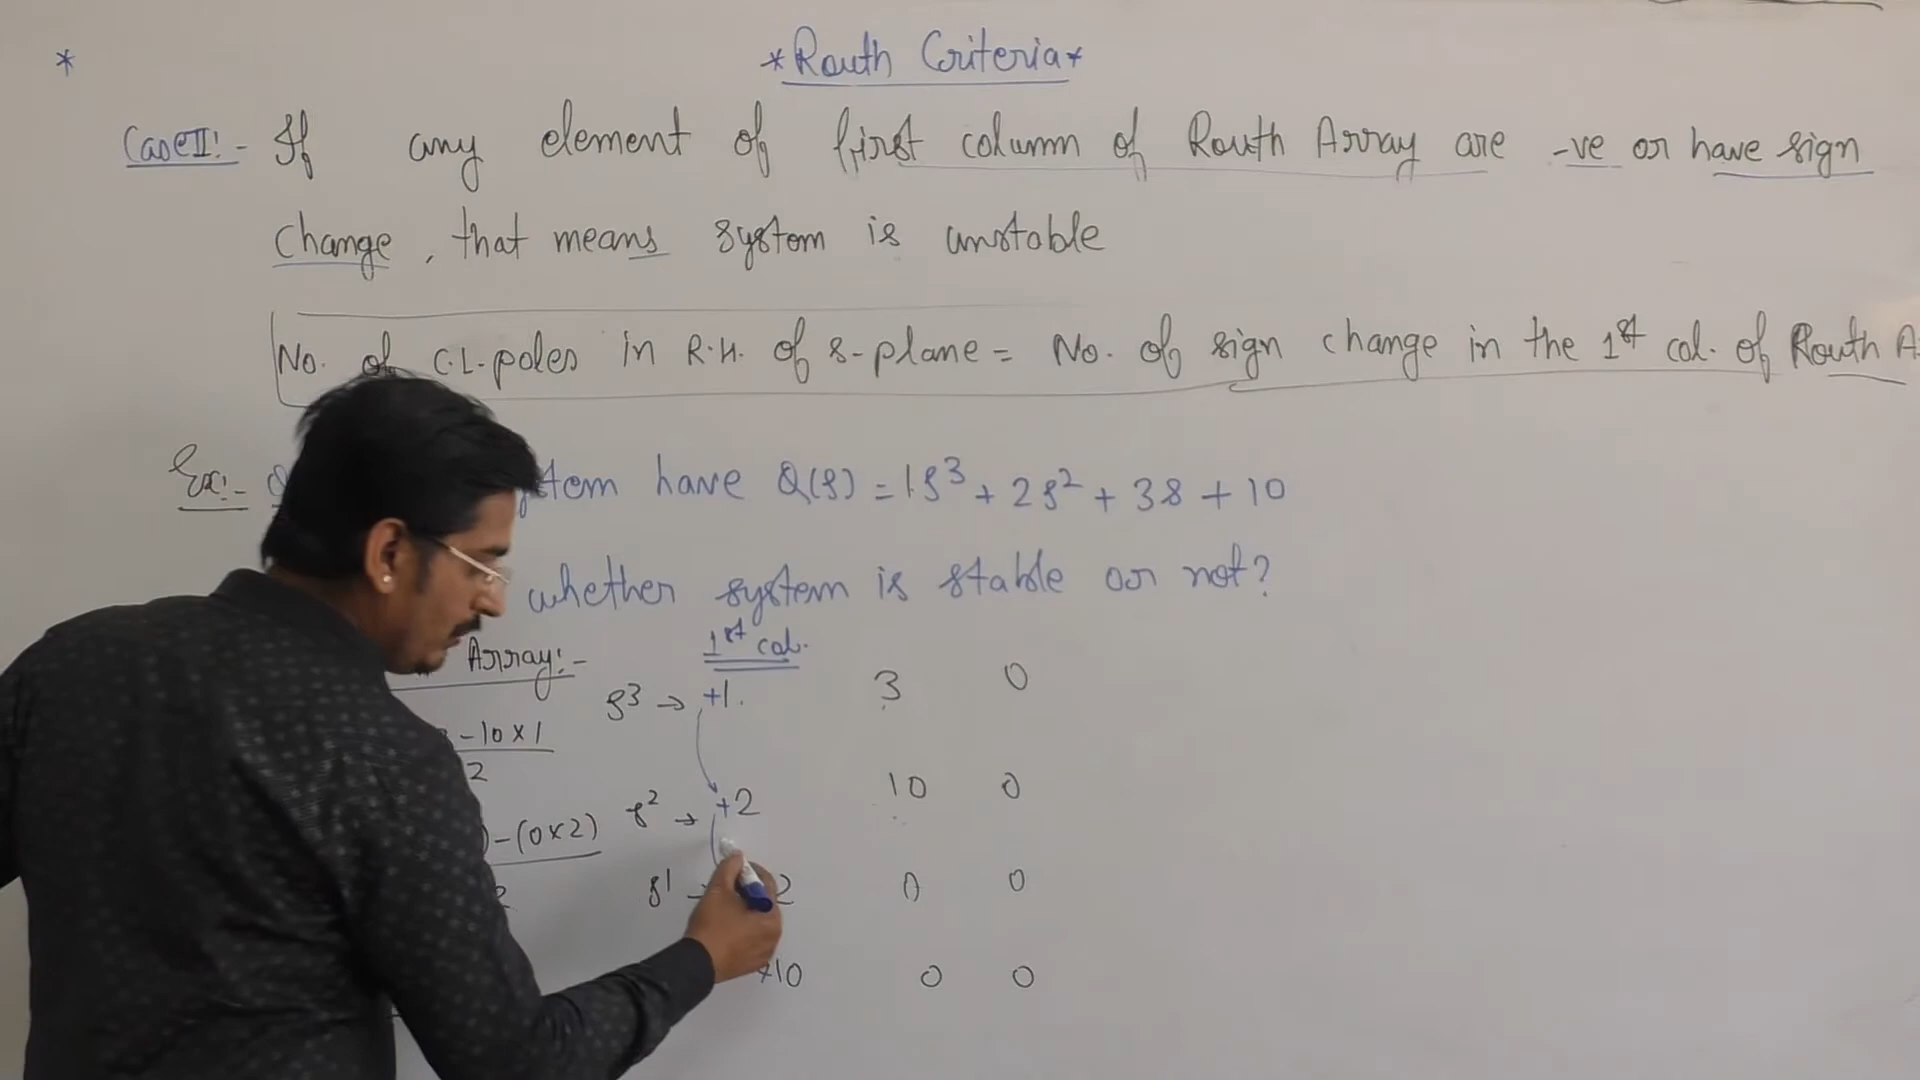 *
*Routh Criteria*
Case II:- If any element of first column of Routh Array are -ve or have sign
change, that means system is unstable
No. of C.L. poles in R.H. of s-plane = No. of sign change in the 1st col. of Routh A
Ex:- have Q(s) = 1s³ + 2s² + 3s + 10
whether system is stable or not?
Array:- 1st col.
s³ → +1 3 0
- 10 x 1
2
s² → +2 10 0
- (0x2)
s¹ 2 0 0
+10 0 0